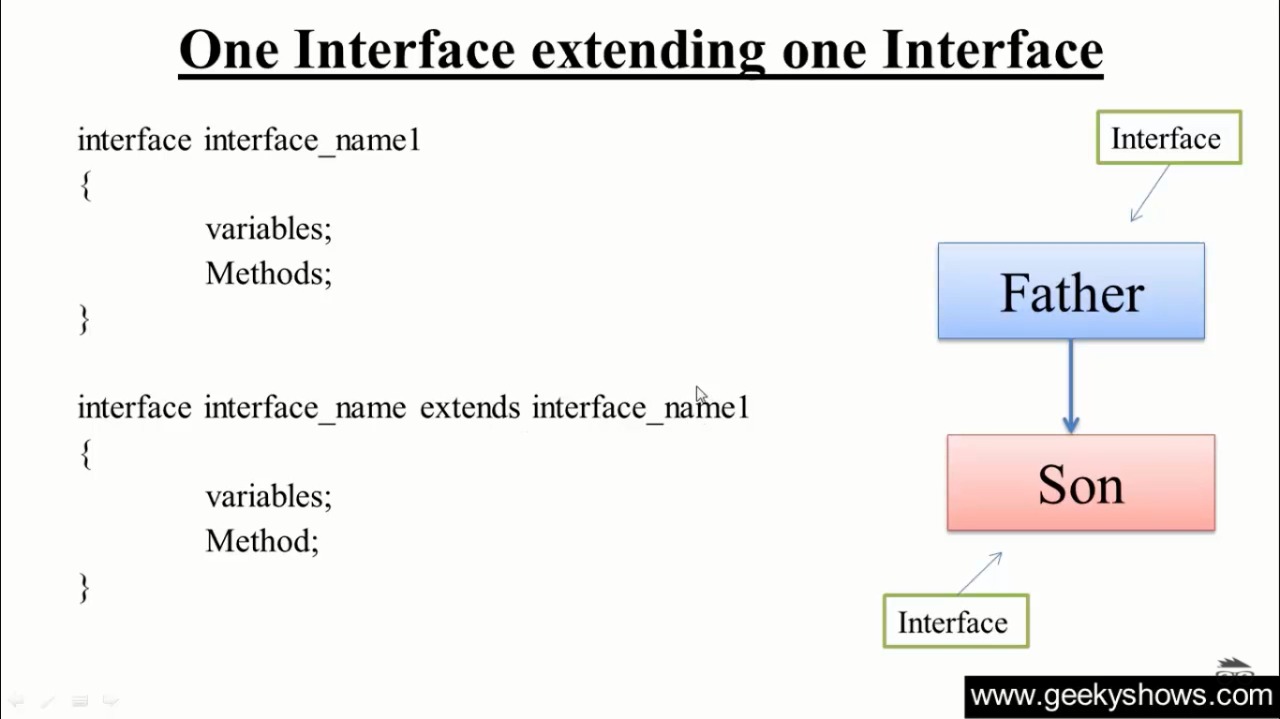 One Interface extending one Interface
interface interface_name1
{
variables;
Methods;
}
interface interface_name extends interface_name1
{
variables;
Method;
}
Interface
Father
Son
Interface
www.geekyshows.com